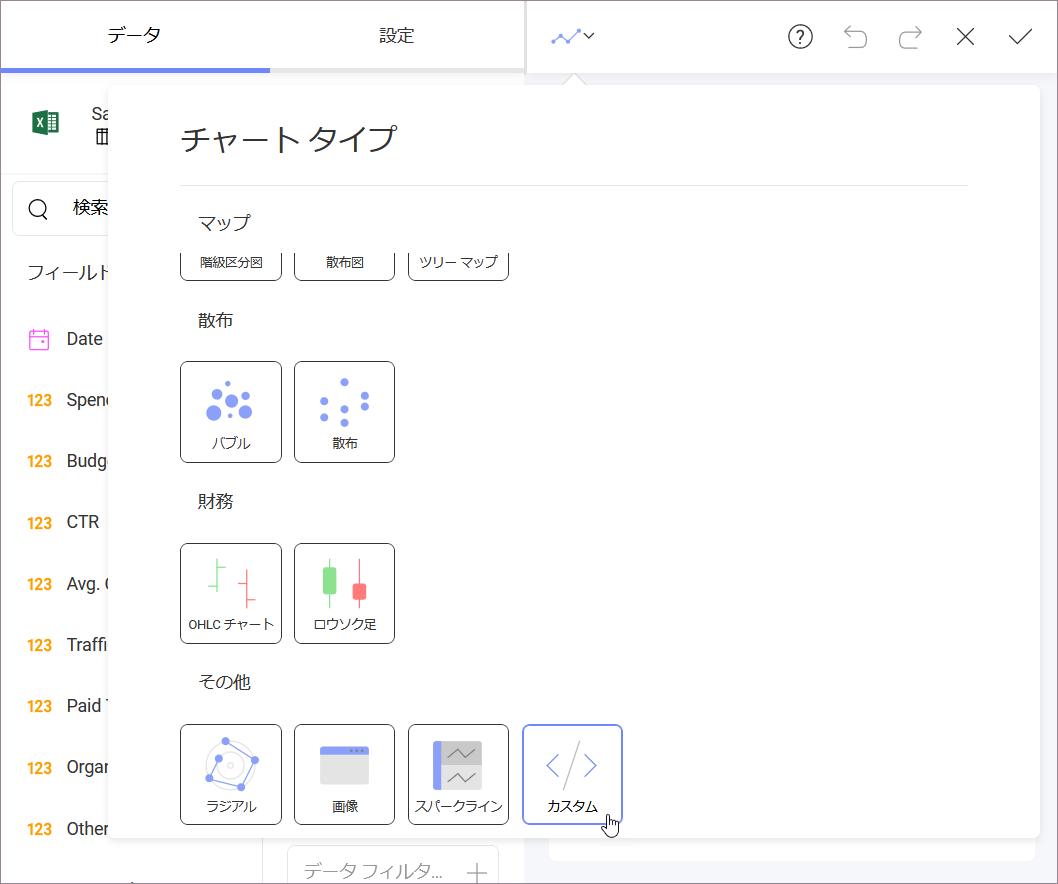 データ
設定
検索
フィールド
Date
123
123
123 CTR
123 Avg.
123
123 Paid
123
123 Other
チャート タイプ
マップ
階級区分図 散布図 ツリー マップ
散布
バブル 散布
財務
OHLC チャート ロウソク足
その他
ラジアル 画像 スパークライン カスタム
データ フィルタ...